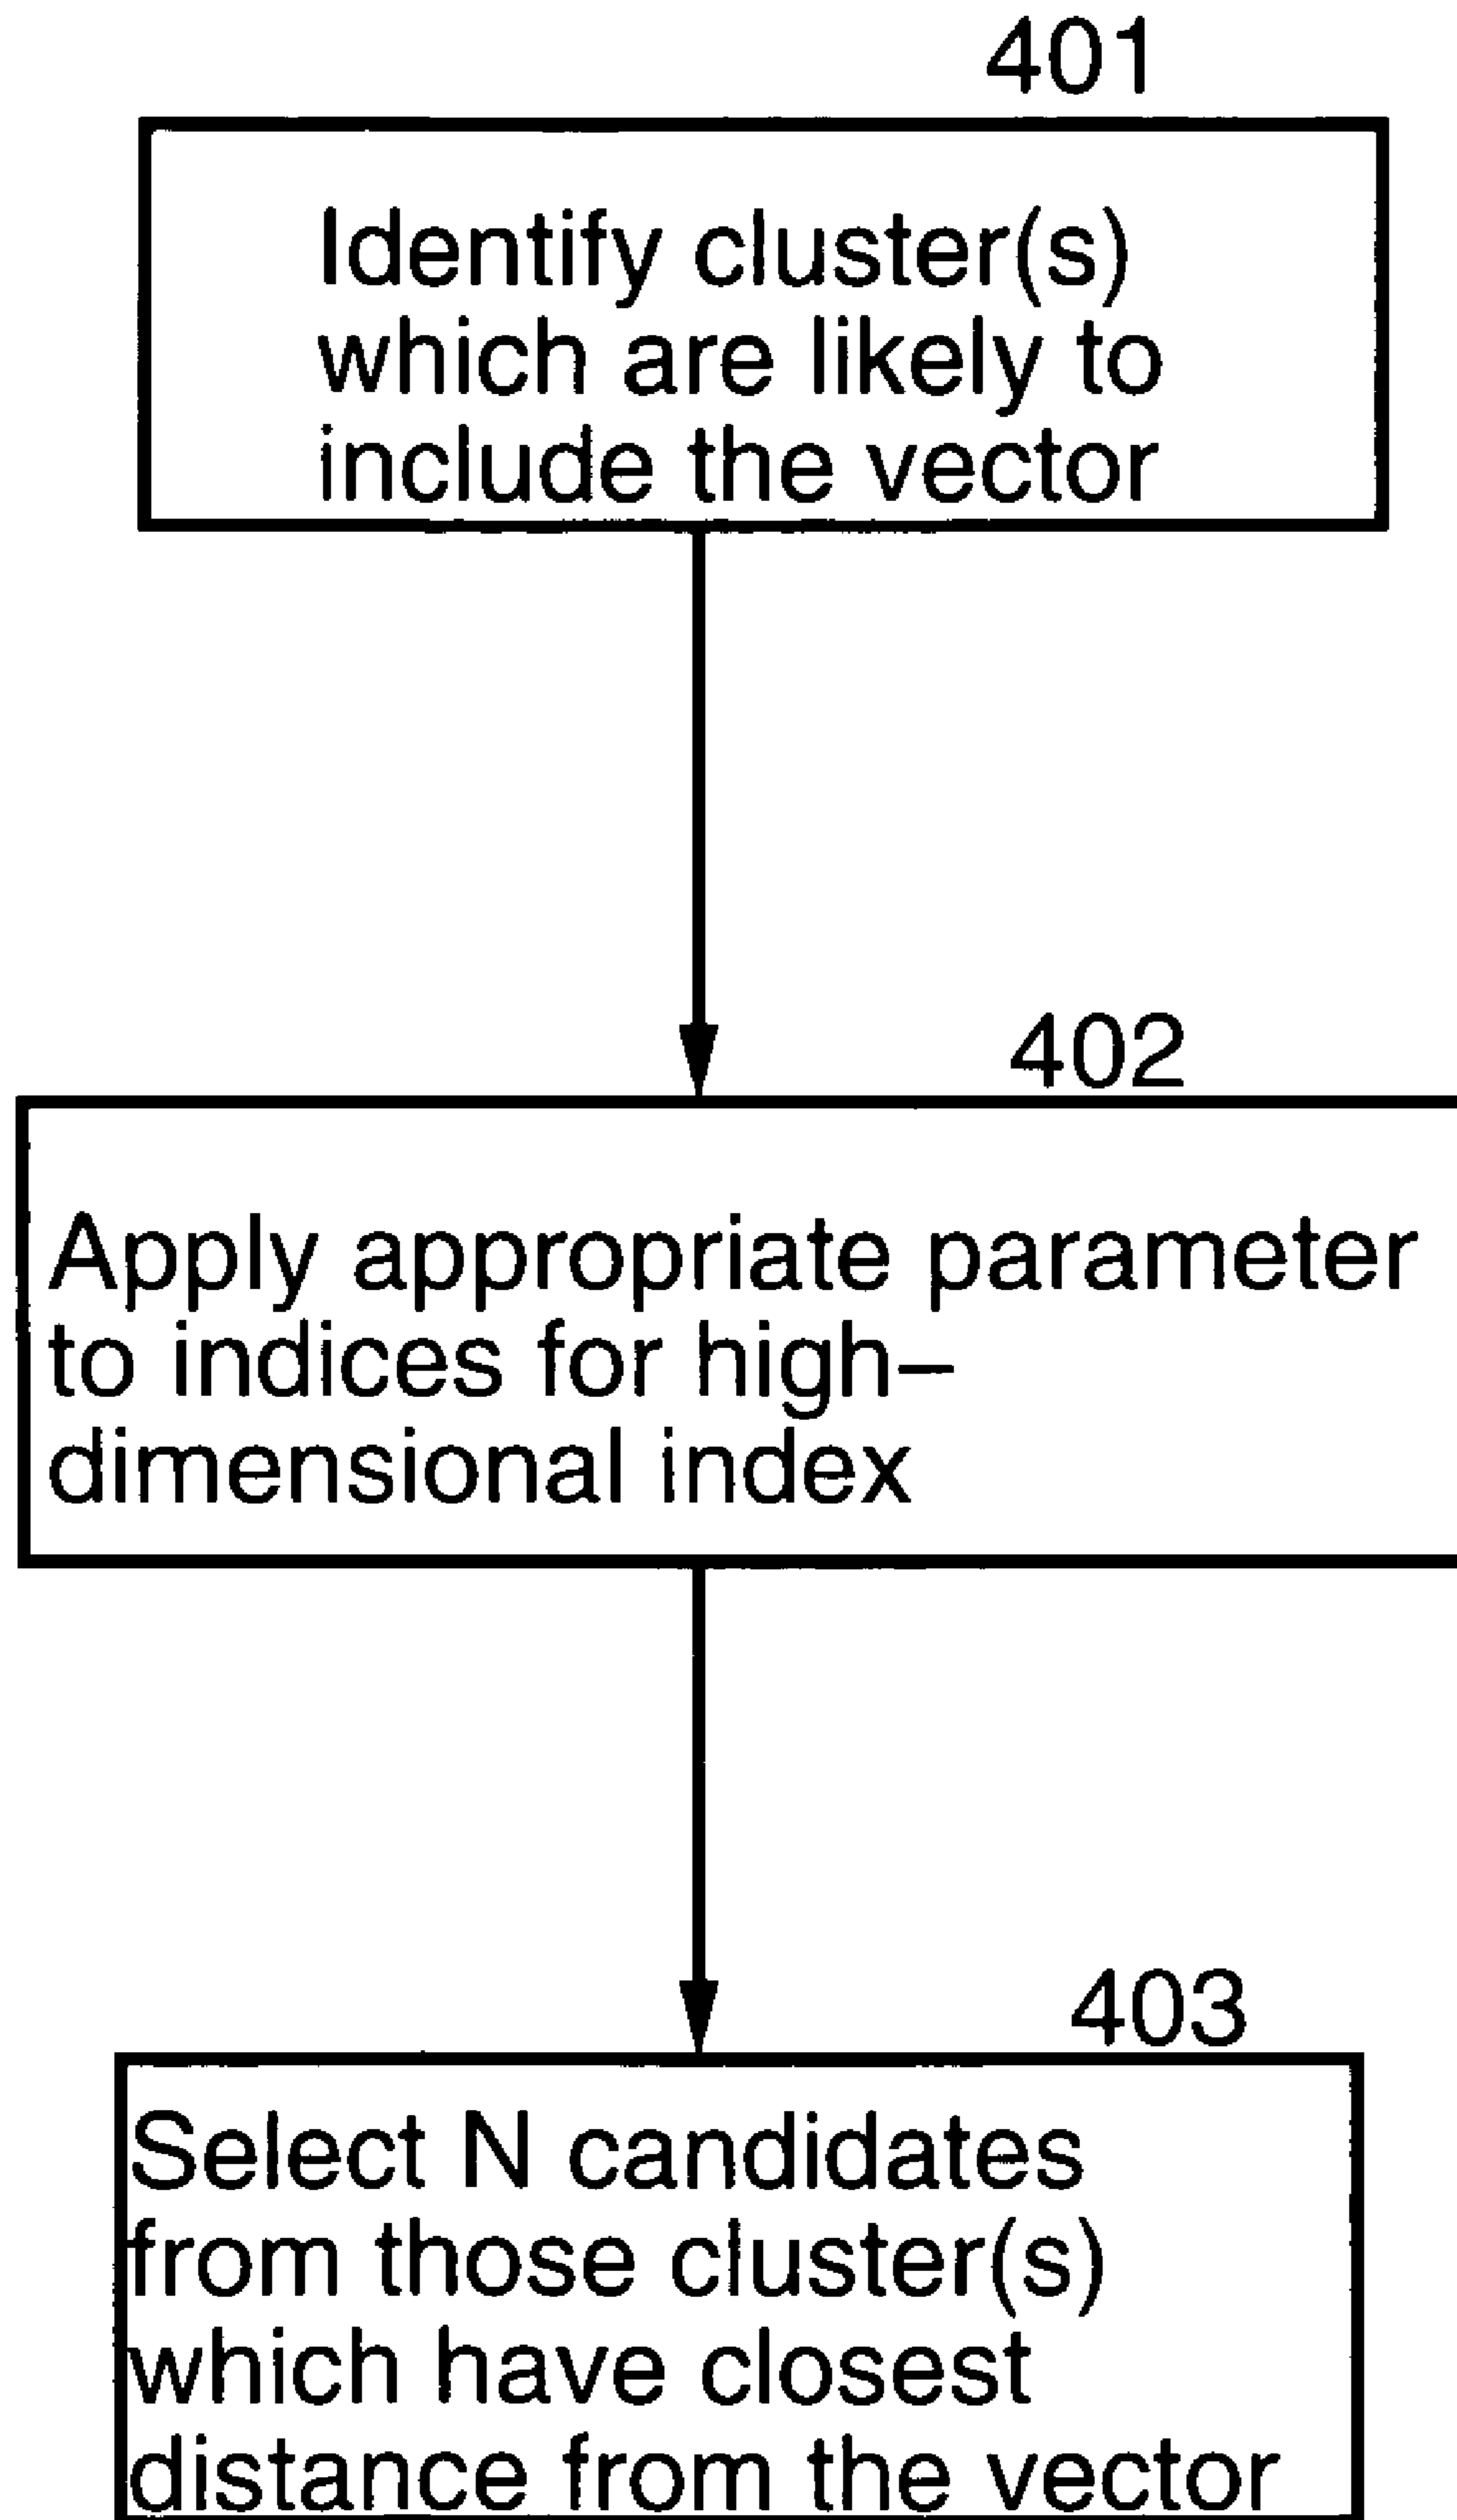 401
Identify cluster(s)
which are likely to
include the vector
402
Apply appropriate parameter
to indices for high–
dimensional index
403
Select N candidates
from those cluster(s)
which have closest
distance from the vector